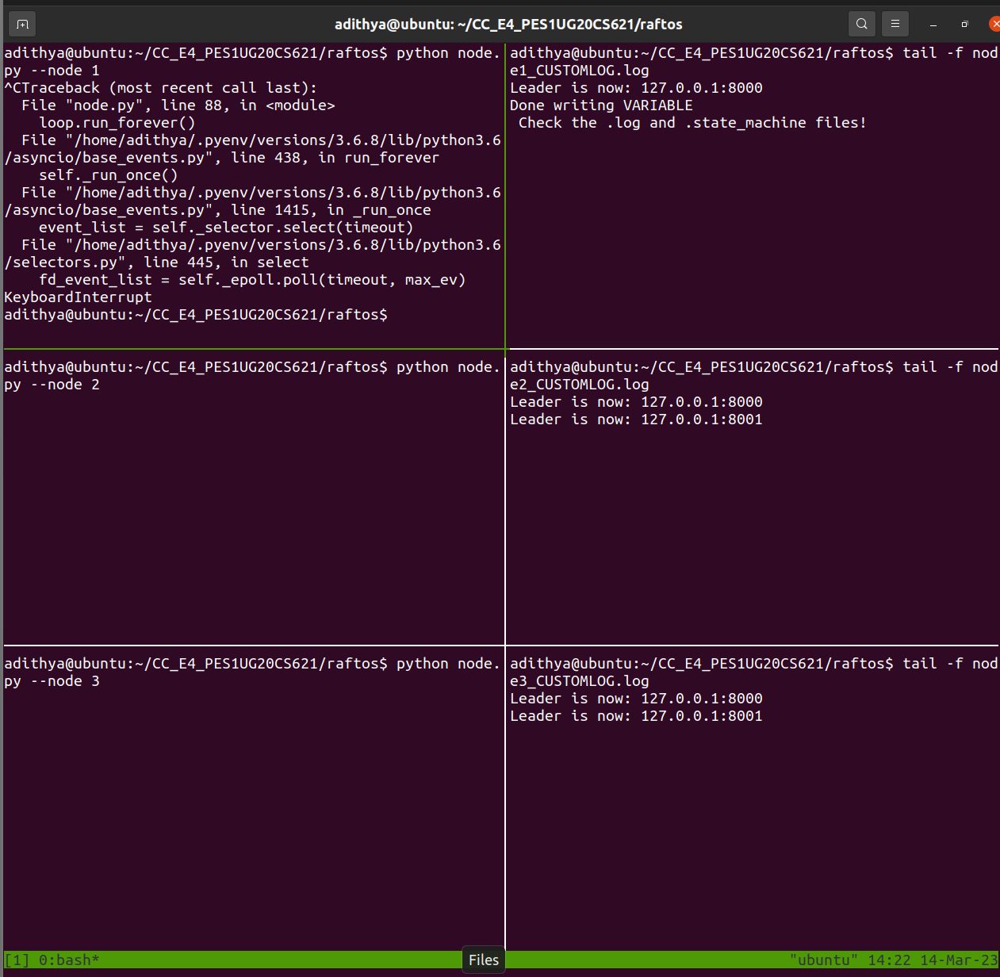 adithya@ubuntu: ~/CC_E4_PES1UG20CS621/raftos
adithya@ubuntu:~/CC_E4_PES1UG20CS621/raftos$ python node.
py --node 1
^CTraceback (most recent call last):
  File "node.py", line 88, in <module>
    loop.run_forever()
  File "/home/adithya/.pyenv/versions/3.6.8/lib/python3.6
/asyncio/base_events.py", line 438, in run_forever
    self._run_once()
  File "/home/adithya/.pyenv/versions/3.6.8/lib/python3.6
/asyncio/base_events.py", line 1415, in _run_once
    event_list = self._selector.select(timeout)
  File "/home/adithya/.pyenv/versions/3.6.8/lib/python3.6
/selectors.py", line 445, in select
    fd_event_list = self._epoll.poll(timeout, max_ev)
KeyboardInterrupt
adithya@ubuntu:~/CC_E4_PES1UG20CS621/raftos$
adithya@ubuntu:~/CC_E4_PES1UG20CS621/raftos$ tail -f nod
e1_CUSTOMLOG.log
Leader is now: 127.0.0.1:8000
Done writing VARIABLE
 Check the .log and .state_machine files!
adithya@ubuntu:~/CC_E4_PES1UG20CS621/raftos$ python node.
py --node 2
adithya@ubuntu:~/CC_E4_PES1UG20CS621/raftos$ tail -f nod
e2_CUSTOMLOG.log
Leader is now: 127.0.0.1:8000
Leader is now: 127.0.0.1:8001
adithya@ubuntu:~/CC_E4_PES1UG20CS621/raftos$ python node.
py --node 3
adithya@ubuntu:~/CC_E4_PES1UG20CS621/raftos$ tail -f nod
e3_CUSTOMLOG.log
Leader is now: 127.0.0.1:8000
Leader is now: 127.0.0.1:8001
[1] 0:bash*
Files
"ubuntu" 14:22 14-Mar-23